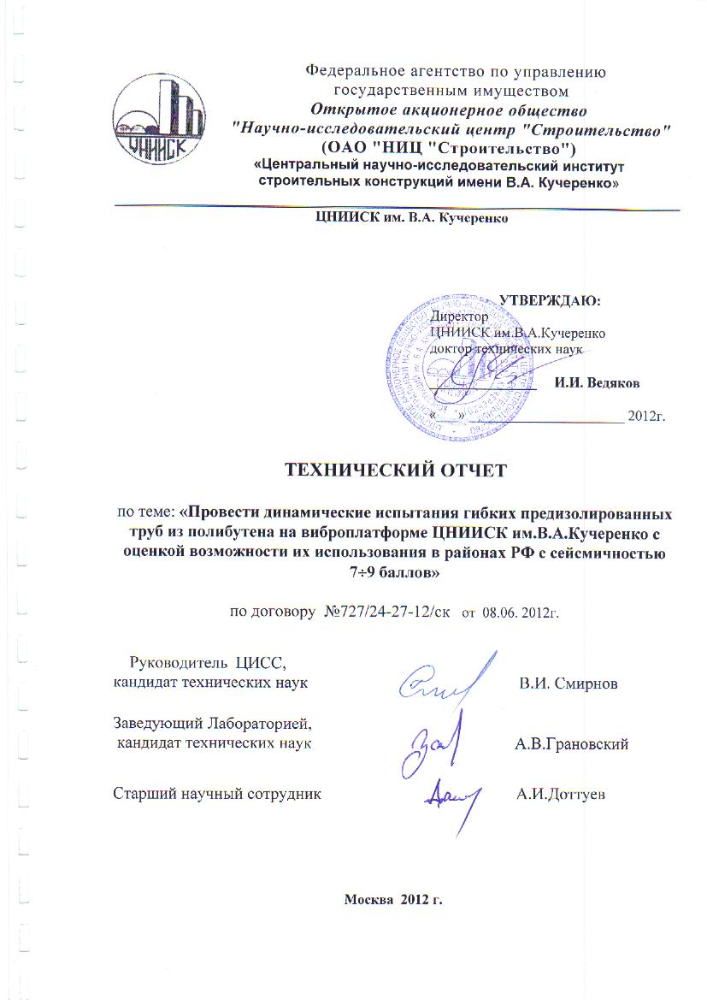 Федеральное агентство по управлению
государственным имуществом
Открытое акционерное общество
"Научно-исследовательский центр "Строительство"
(ОАО "НИЦ "Строительство")
«Центральный научно-исследовательский институт
строительных конструкций имени В.А. Кучеренко»
ЦНИИСК
ЦНИИСК им. В.А. Кучеренко
УТВЕРЖДАЮ:
Директор
ЦНИИСК им.В.А.Кучеренко
доктор технических наук
И.И. Ведяков
«___» ____________________ 2012г.
ТЕХНИЧЕСКИЙ ОТЧЕТ
по теме: «Провести динамические испытания гибких предизолированных
труб из полибутена на виброплатформе ЦНИИСК им.В.А.Кучеренко с
оценкой возможности их использования в районах РФ с сейсмичностью
7÷9 баллов»
по договору №727/24-27-12/ск от 08.06. 2012г.
Руководитель ЦИСС,
кандидат технических наук В.И. Смирнов
Заведующий Лабораторией,
кандидат технических наук А.В.Грановский
Старший научный сотрудник А.И.Доттуев
Москва 2012 г.